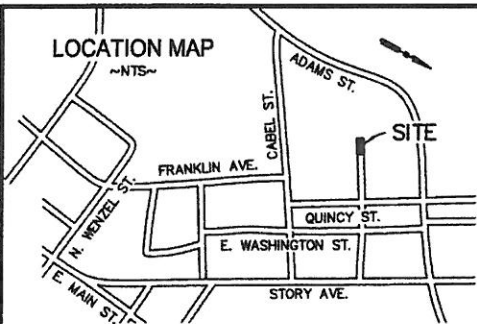 LOCATION MAP
~NTS~
ADAMS ST.
CABEL ST.
SITE
FRANKLIN AVE.
N. WENZEL ST.
QUINCY ST.
E. WASHINGTON ST.
E. MAIN ST.
STORY AVE.